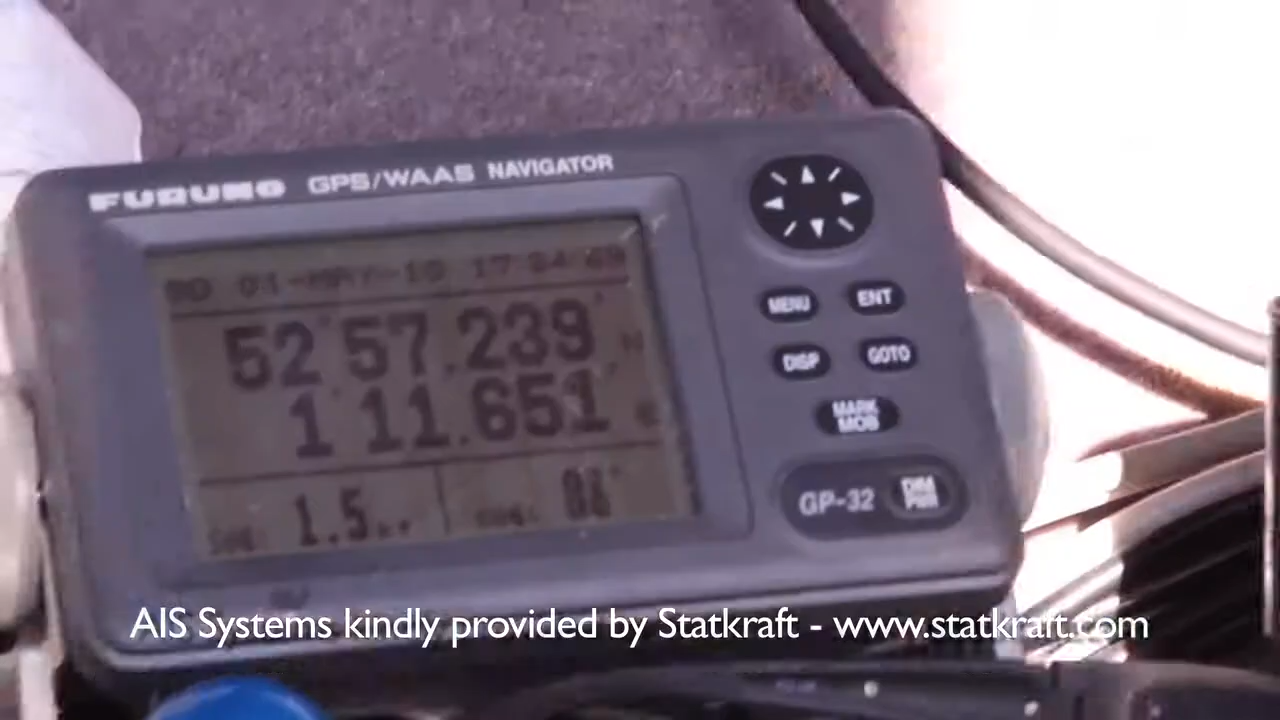 FURUNO GPS/WAAS NAVIGATOR
52°57.239'
1°11.651'
1.5
MENU ENT
DISP GOTO
MARK
MOB
GP-32
DIM
PWR
AIS Systems kindly provided by Statkraft - www.statkraft.com